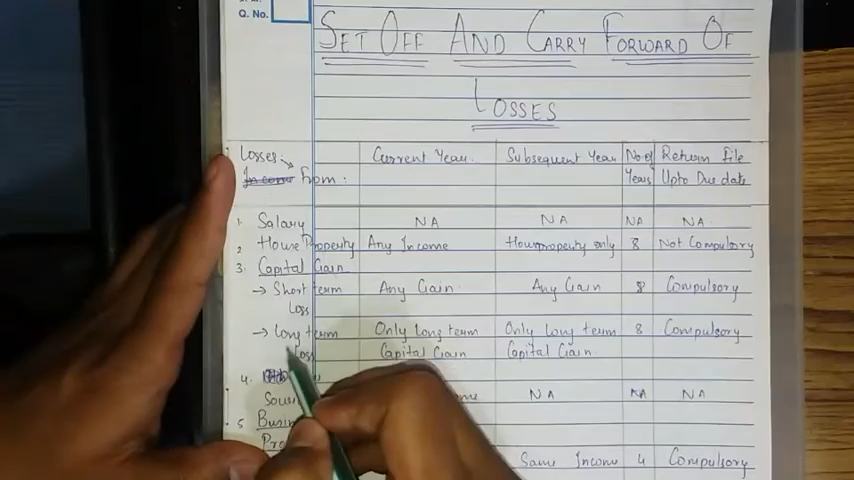 Q. No.
SET OFF AND CARRY FORWARD OF
LOSSES
Losses From: Current Year Subsequent Year No of Years Return File Upto Due date
1. Salary NA NA NA NA
2 House Property Any Income Houseproperty only 8 Not Compulsory
3. Capital Gain
→ Short term Loss Any Gain Any Gain 8 Compulsory
→ Long term Loss Only long term Capital Gain Only long term Capital Gain 8 Compulsory
4. NA NA NA
5
Same Income 4 Compulsory